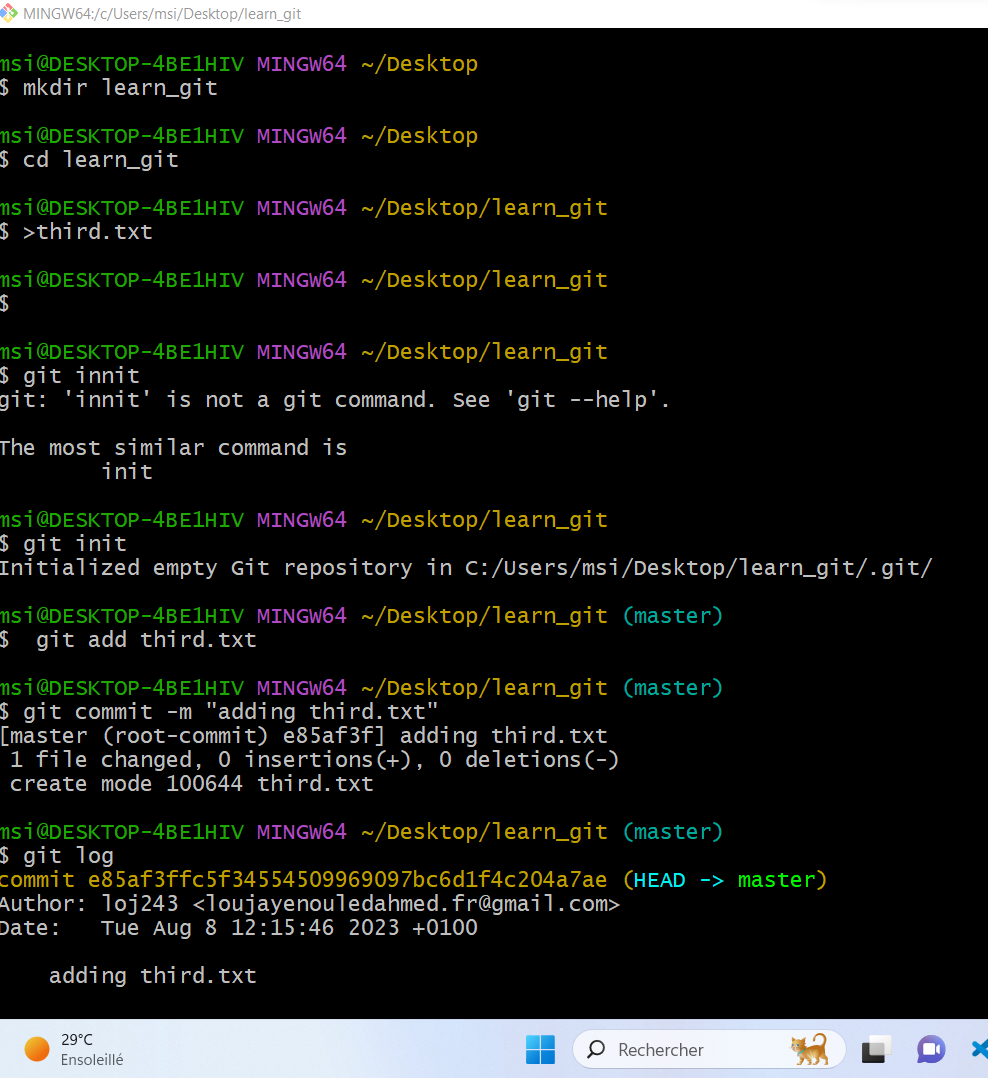 MINGW64:/c/Users/msi/Desktop/learn_git
msi@DESKTOP-4BE1HIV MINGW64 ~/Desktop
$ mkdir learn_git
msi@DESKTOP-4BE1HIV MINGW64 ~/Desktop
$ cd learn_git
msi@DESKTOP-4BE1HIV MINGW64 ~/Desktop/learn_git
$ >third.txt
msi@DESKTOP-4BE1HIV MINGW64 ~/Desktop/learn_git
$
msi@DESKTOP-4BE1HIV MINGW64 ~/Desktop/learn_git
$ git innit
git: 'innit' is not a git command. See 'git --help'.
The most similar command is
init
msi@DESKTOP-4BE1HIV MINGW64 ~/Desktop/learn_git
$ git init
Initialized empty Git repository in C:/Users/msi/Desktop/learn_git/.git/
msi@DESKTOP-4BE1HIV MINGW64 ~/Desktop/learn_git (master)
$  git add third.txt
msi@DESKTOP-4BE1HIV MINGW64 ~/Desktop/learn_git (master)
$ git commit -m "adding third.txt"
[master (root-commit) e85af3f] adding third.txt
1 file changed, 0 insertions(+), 0 deletions(-)
create mode 100644 third.txt
msi@DESKTOP-4BE1HIV MINGW64 ~/Desktop/learn_git (master)
$ git log
commit e85af3ffc5f34554509969097bc6d1f4c204a7ae (HEAD -> master)
Author: loj243 <loujayenouledahmed.fr@gmail.com>
Date:   Tue Aug 8 12:15:46 2023 +0100
adding third.txt
29°C
Ensoleillé
Rechercher